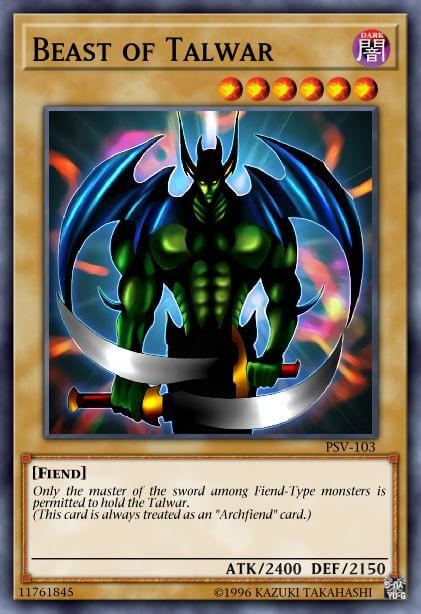 Beast of Talwar
DARK
闇
PSV-103
[Fiend]
Only the master of the sword among Fiend-Type monsters is
permitted to hold the Talwar.
(This card is always treated as an "Archfiend" card.)
ATK/2400 DEF/2150
11761845
©1996 KAZUKI TAKAHASHI